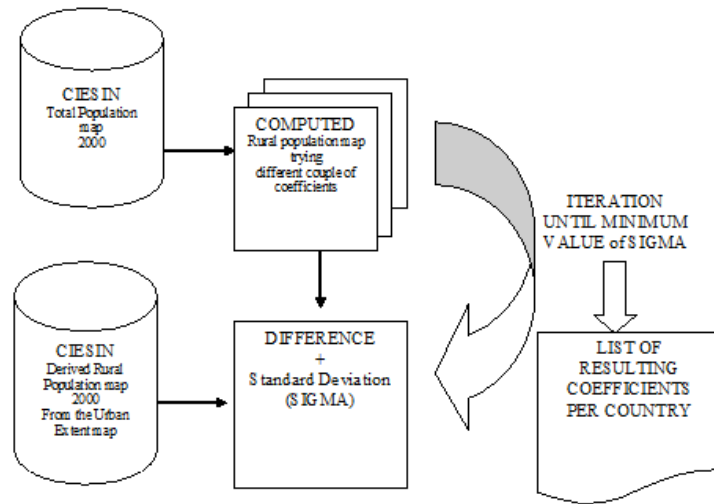 CIESIN
Total Population
map
2000
COMPUTED
Rural population map
trying
different couple of
coefficients
ITERATION
UNTIL MINIMUM
VALUE of SIGMA
CIESIN
Derived Rural
Population map
2000
From the Urban
Extent map
DIFFERENCE
+
Standard Deviation
(SIGMA)
LIST OF
RESULTING
COEFFICIENTS
PER COUNTRY